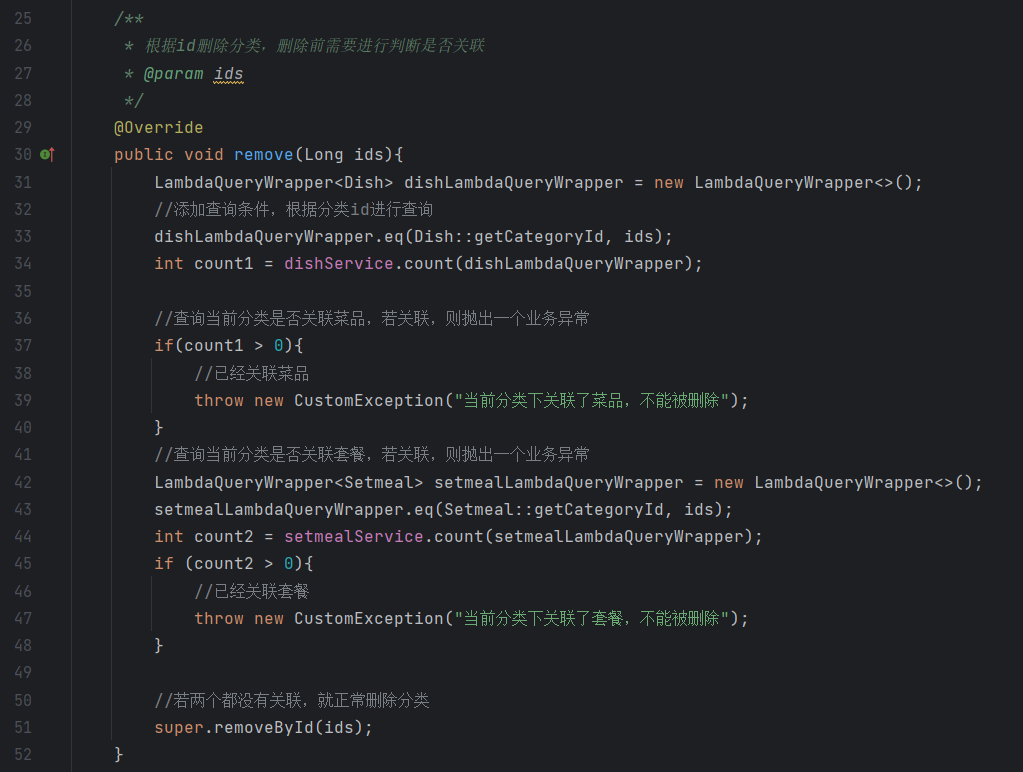 25 /**
26 * 根据id删除分类，删除前需要进行判断是否关联
27 * @param ids
28 */
29 @Override
30 public void remove(Long ids){
31 LambdaQueryWrapper<Dish> dishLambdaQueryWrapper = new LambdaQueryWrapper<>();
32 //添加查询条件，根据分类id进行查询
33 dishLambdaQueryWrapper.eq(Dish::getCategoryId, ids);
34 int count1 = dishService.count(dishLambdaQueryWrapper);
35
36 //查询当前分类是否关联菜品，若关联，则抛出一个业务异常
37 if(count1 > 0){
38 //已经关联菜品
39 throw new CustomException("当前分类下关联了菜品，不能被删除");
40 }
41 //查询当前分类是否关联套餐，若关联，则抛出一个业务异常
42 LambdaQueryWrapper<Setmeal> setmealLambdaQueryWrapper = new LambdaQueryWrapper<>();
43 setmealLambdaQueryWrapper.eq(Setmeal::getCategoryId, ids);
44 int count2 = setmealService.count(setmealLambdaQueryWrapper);
45 if (count2 > 0){
46 //已经关联套餐
47 throw new CustomException("当前分类下关联了套餐，不能被删除");
48 }
49
50 //若两个都没有关联，就正常删除分类
51 super.removeById(ids);
52 }